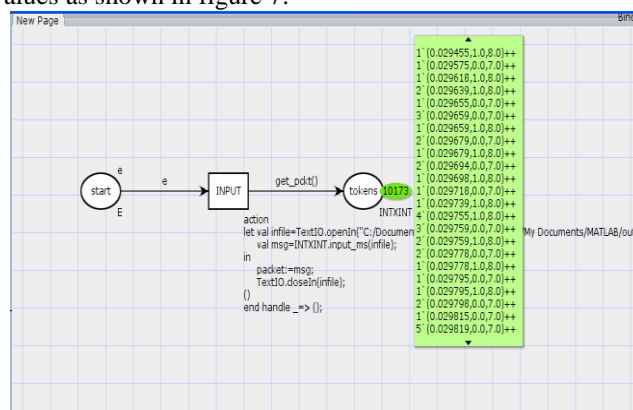 values as shown in figure 7.
New Page
Bind
1`(0.029455,1.0,8.0)++
1`(0.029575,0.0,7.0)++
1`(0.029618,1.0,8.0)++
2`(0.029639,1.0,8.0)++
1`(0.029655,0.0,7.0)++
3`(0.029659,0.0,7.0)++
1`(0.029659,1.0,8.0)++
2`(0.029679,0.0,7.0)++
1`(0.029679,1.0,8.0)++
2`(0.029694,0.0,7.0)++
1`(0.029698,1.0,8.0)++
1`(0.029718,0.0,7.0)++
1`(0.029739,1.0,8.0)++
4`(0.029755,1.0,8.0)++
3`(0.029759,0.0,7.0)++
2`(0.029759,1.0,8.0)++
2`(0.029778,0.0,7.0)++
1`(0.029778,1.0,8.0)++
1`(0.029795,0.0,7.0)++
1`(0.029795,1.0,8.0)++
2`(0.029798,0.0,7.0)++
1`(0.029815,0.0,7.0)++
5`(0.029819,0.0,7.0)++
e
start
E
e
INPUT
get_pckt()
tokens
10173
INTXINT
action
let val infile=TextIO.openIn("C:/Documen
My Documents/MATLAB/out
val msg=INTXINT.input_ms(infile);
in
packet:=msg;
TextIO.closeIn(infile);
()
end handle _=> ();